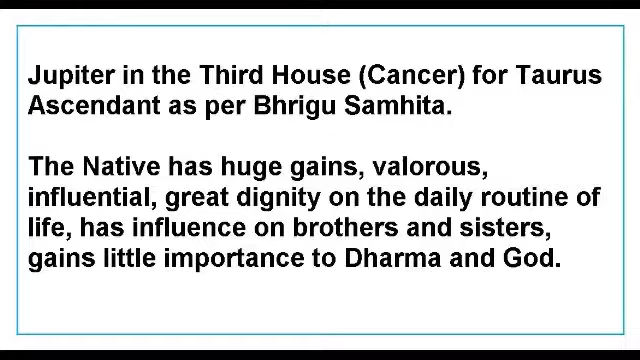 Jupiter in the Third House (Cancer) for Taurus
Ascendant as per Bhrigu Samhita.
The Native has huge gains, valorous,
influential, great dignity on the daily routine of
life, has influence on brothers and sisters,
gains little importance to Dharma and God.